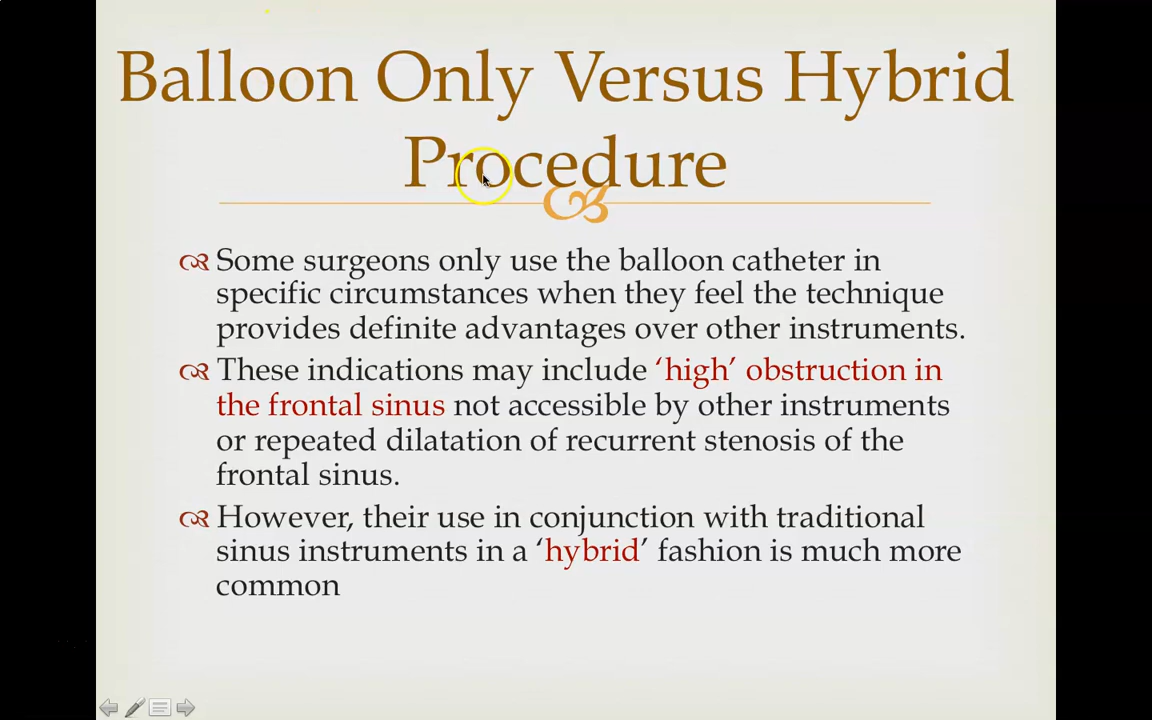 Balloon Only Versus Hybrid
Procedure
Some surgeons only use the balloon catheter in
specific circumstances when they feel the technique
provides definite advantages over other instruments.
These indications may include ‘high’ obstruction in
the frontal sinus not accessible by other instruments
or repeated dilatation of recurrent stenosis of the
frontal sinus.
However, their use in conjunction with traditional
sinus instruments in a ‘hybrid’ fashion is much more
common